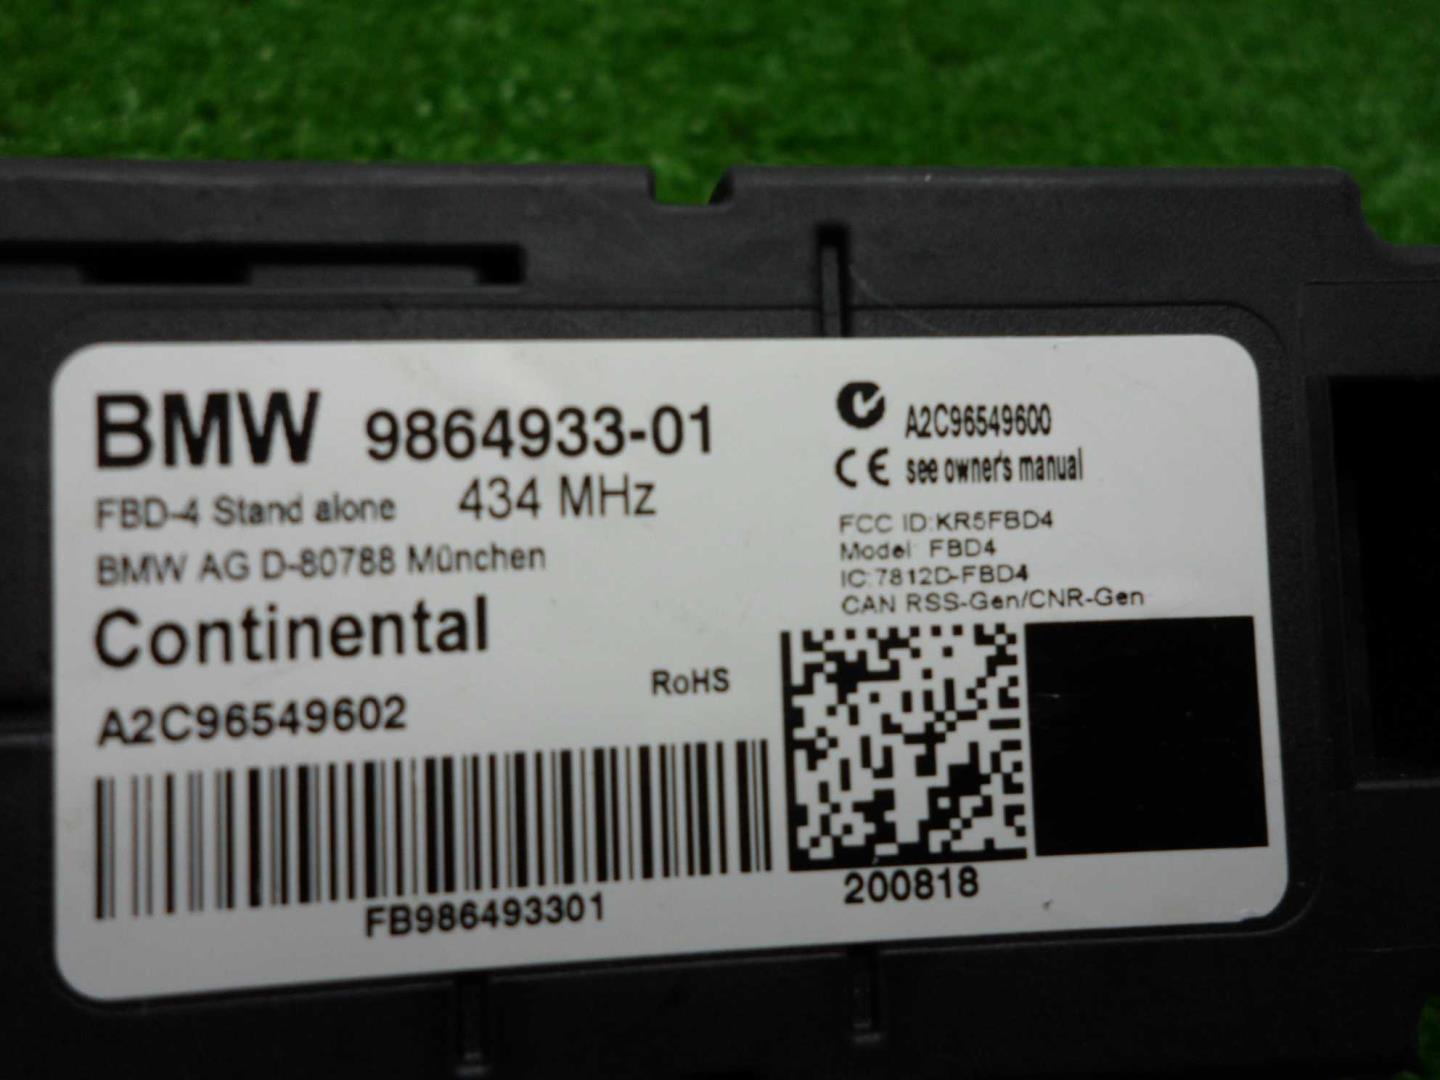 BMW 9864933-01
FBD-4 Stand alone 434 MHz
BMW AG D-80788 München
Continental
A2C96549602
RoHS
FB986493301
A2C96549600
CE see owner's manual
FCC ID:KR5FBD4
Model: FBD4
IC:7812D-FBD4
CAN RSS-Gen/CNR-Gen
200818